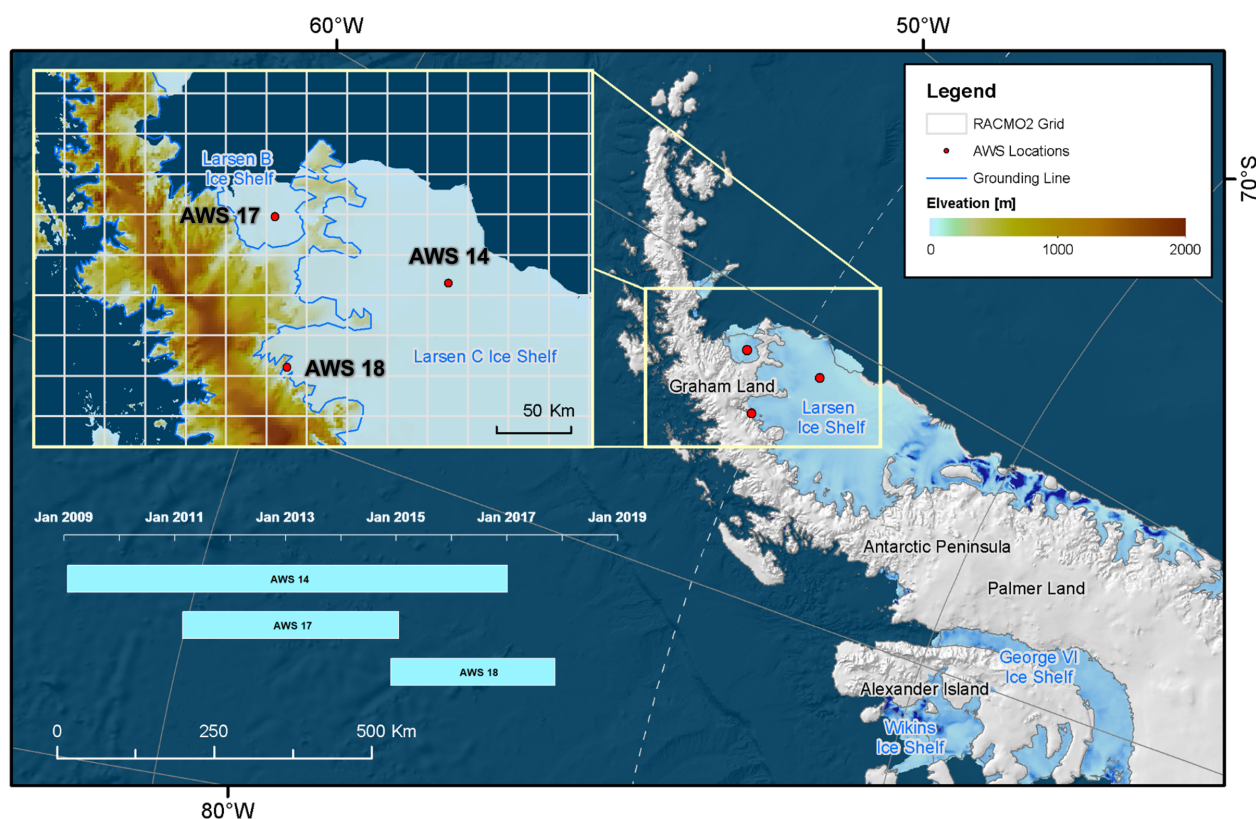 60°W
50°W
70°S
80°W
Larsen B
Ice Shelf
AWS 17
AWS 14
AWS 18
Larsen C Ice Shelf
50 Km
Legend
RACMO2 Grid
AWS Locations
Grounding Line
Elveation [m]
0 1000 2000
Graham Land
Larsen
Ice Shelf
Antarctic Peninsula
Palmer Land
George VI
Ice Shelf
Alexander Island
Wikins
Ice Shelf
Jan 2009 Jan 2011 Jan 2013 Jan 2015 Jan 2017 Jan 2019
AWS 14
AWS 17
AWS 18
0 250 500 Km